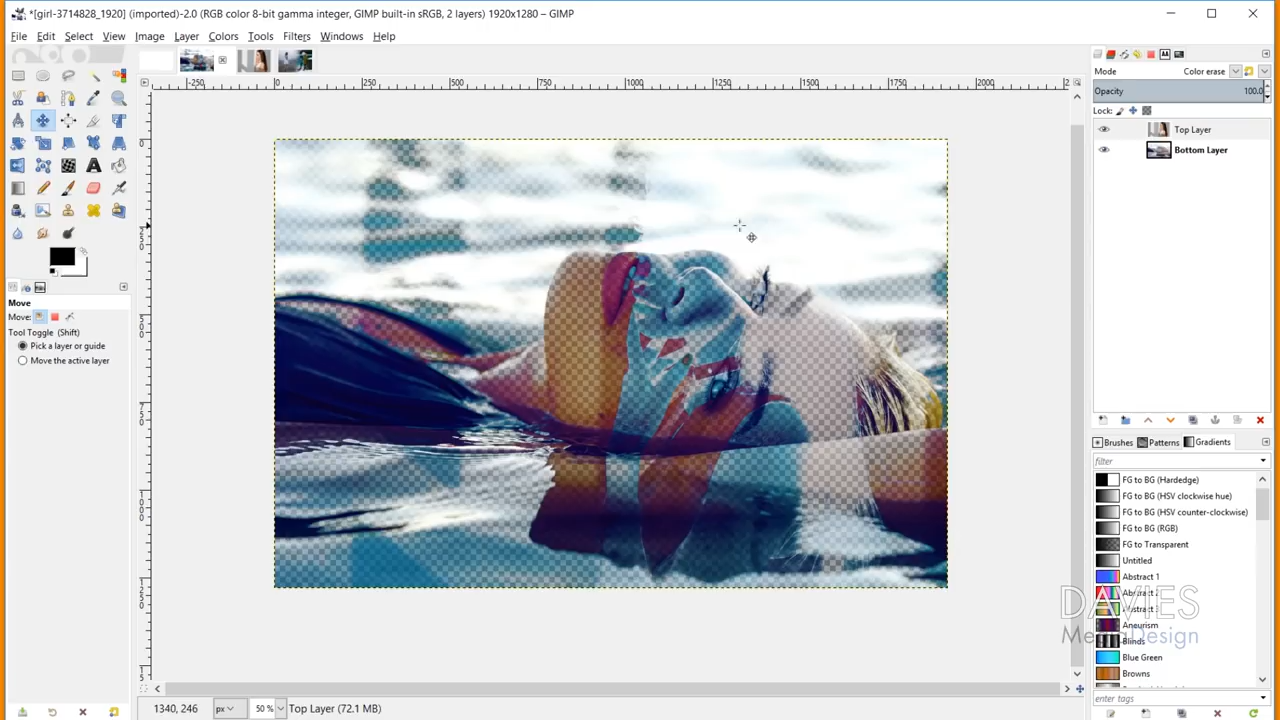 *[girl-3714828_1920] (imported)-2.0 (RGB color 8-bit gamma integer, GIMP built-in sRGB, 2 layers) 1920x1280 – GIMP
File Edit Select View Image Layer Colors Tools Filters Windows Help
-250 0 250 500 750 1000 1250 1500 1750 2000
Mode Color erase
Opacity 100.0
Lock:
Top Layer
Bottom Layer
Move
Move:
Tool Toggle (Shift)
Pick a layer or guide
Move the active layer
Brushes Patterns Gradients
filter
FG to BG (Hardedge)
FG to BG (HSV clockwise hue)
FG to BG (HSV counter-clockwise)
FG to BG (RGB)
FG to Transparent
Untitled
Abstract 1
Abstract 2
Abstract 3
Aneurism
Blinds
Blue Green
Browns
DAVIES
MediaDesign
enter tags
1340, 246 px 50 % Top Layer (72.1 MB)